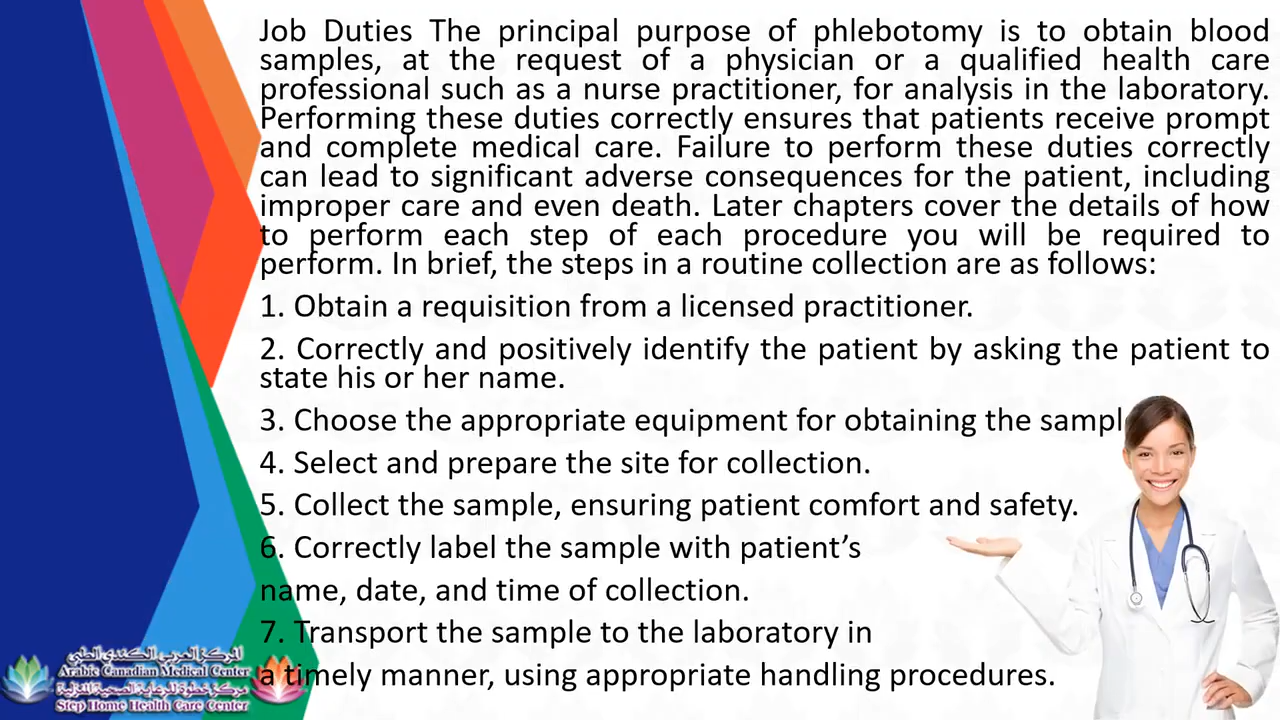 Job Duties The principal purpose of phlebotomy is to obtain blood
samples, at the request of a physician or a qualified health care
professional such as a nurse practitioner, for analysis in the laboratory.
Performing these duties correctly ensures that patients receive prompt
and complete medical care. Failure to perform these duties correctly
can lead to significant adverse consequences for the patient, including
improper care and even death. Later chapters cover the details of how
to perform each step of each procedure you will be required to
perform. In brief, the steps in a routine collection are as follows:
1. Obtain a requisition from a licensed practitioner.
2. Correctly and positively identify the patient by asking the patient to
state his or her name.
3. Choose the appropriate equipment for obtaining the sampl
4. Select and prepare the site for collection.
5. Collect the sample, ensuring patient comfort and safety.
6. Correctly label the sample with patient’s
name, date, and time of collection.
7. Transport the sample to the laboratory in
a timely manner, using appropriate handling procedures.
المركز العربي الكندي الطبي
Arabic Canadian Medical Center
مركز خطوة للرعاية الصحية المنزلية
Step Home Health Care Center